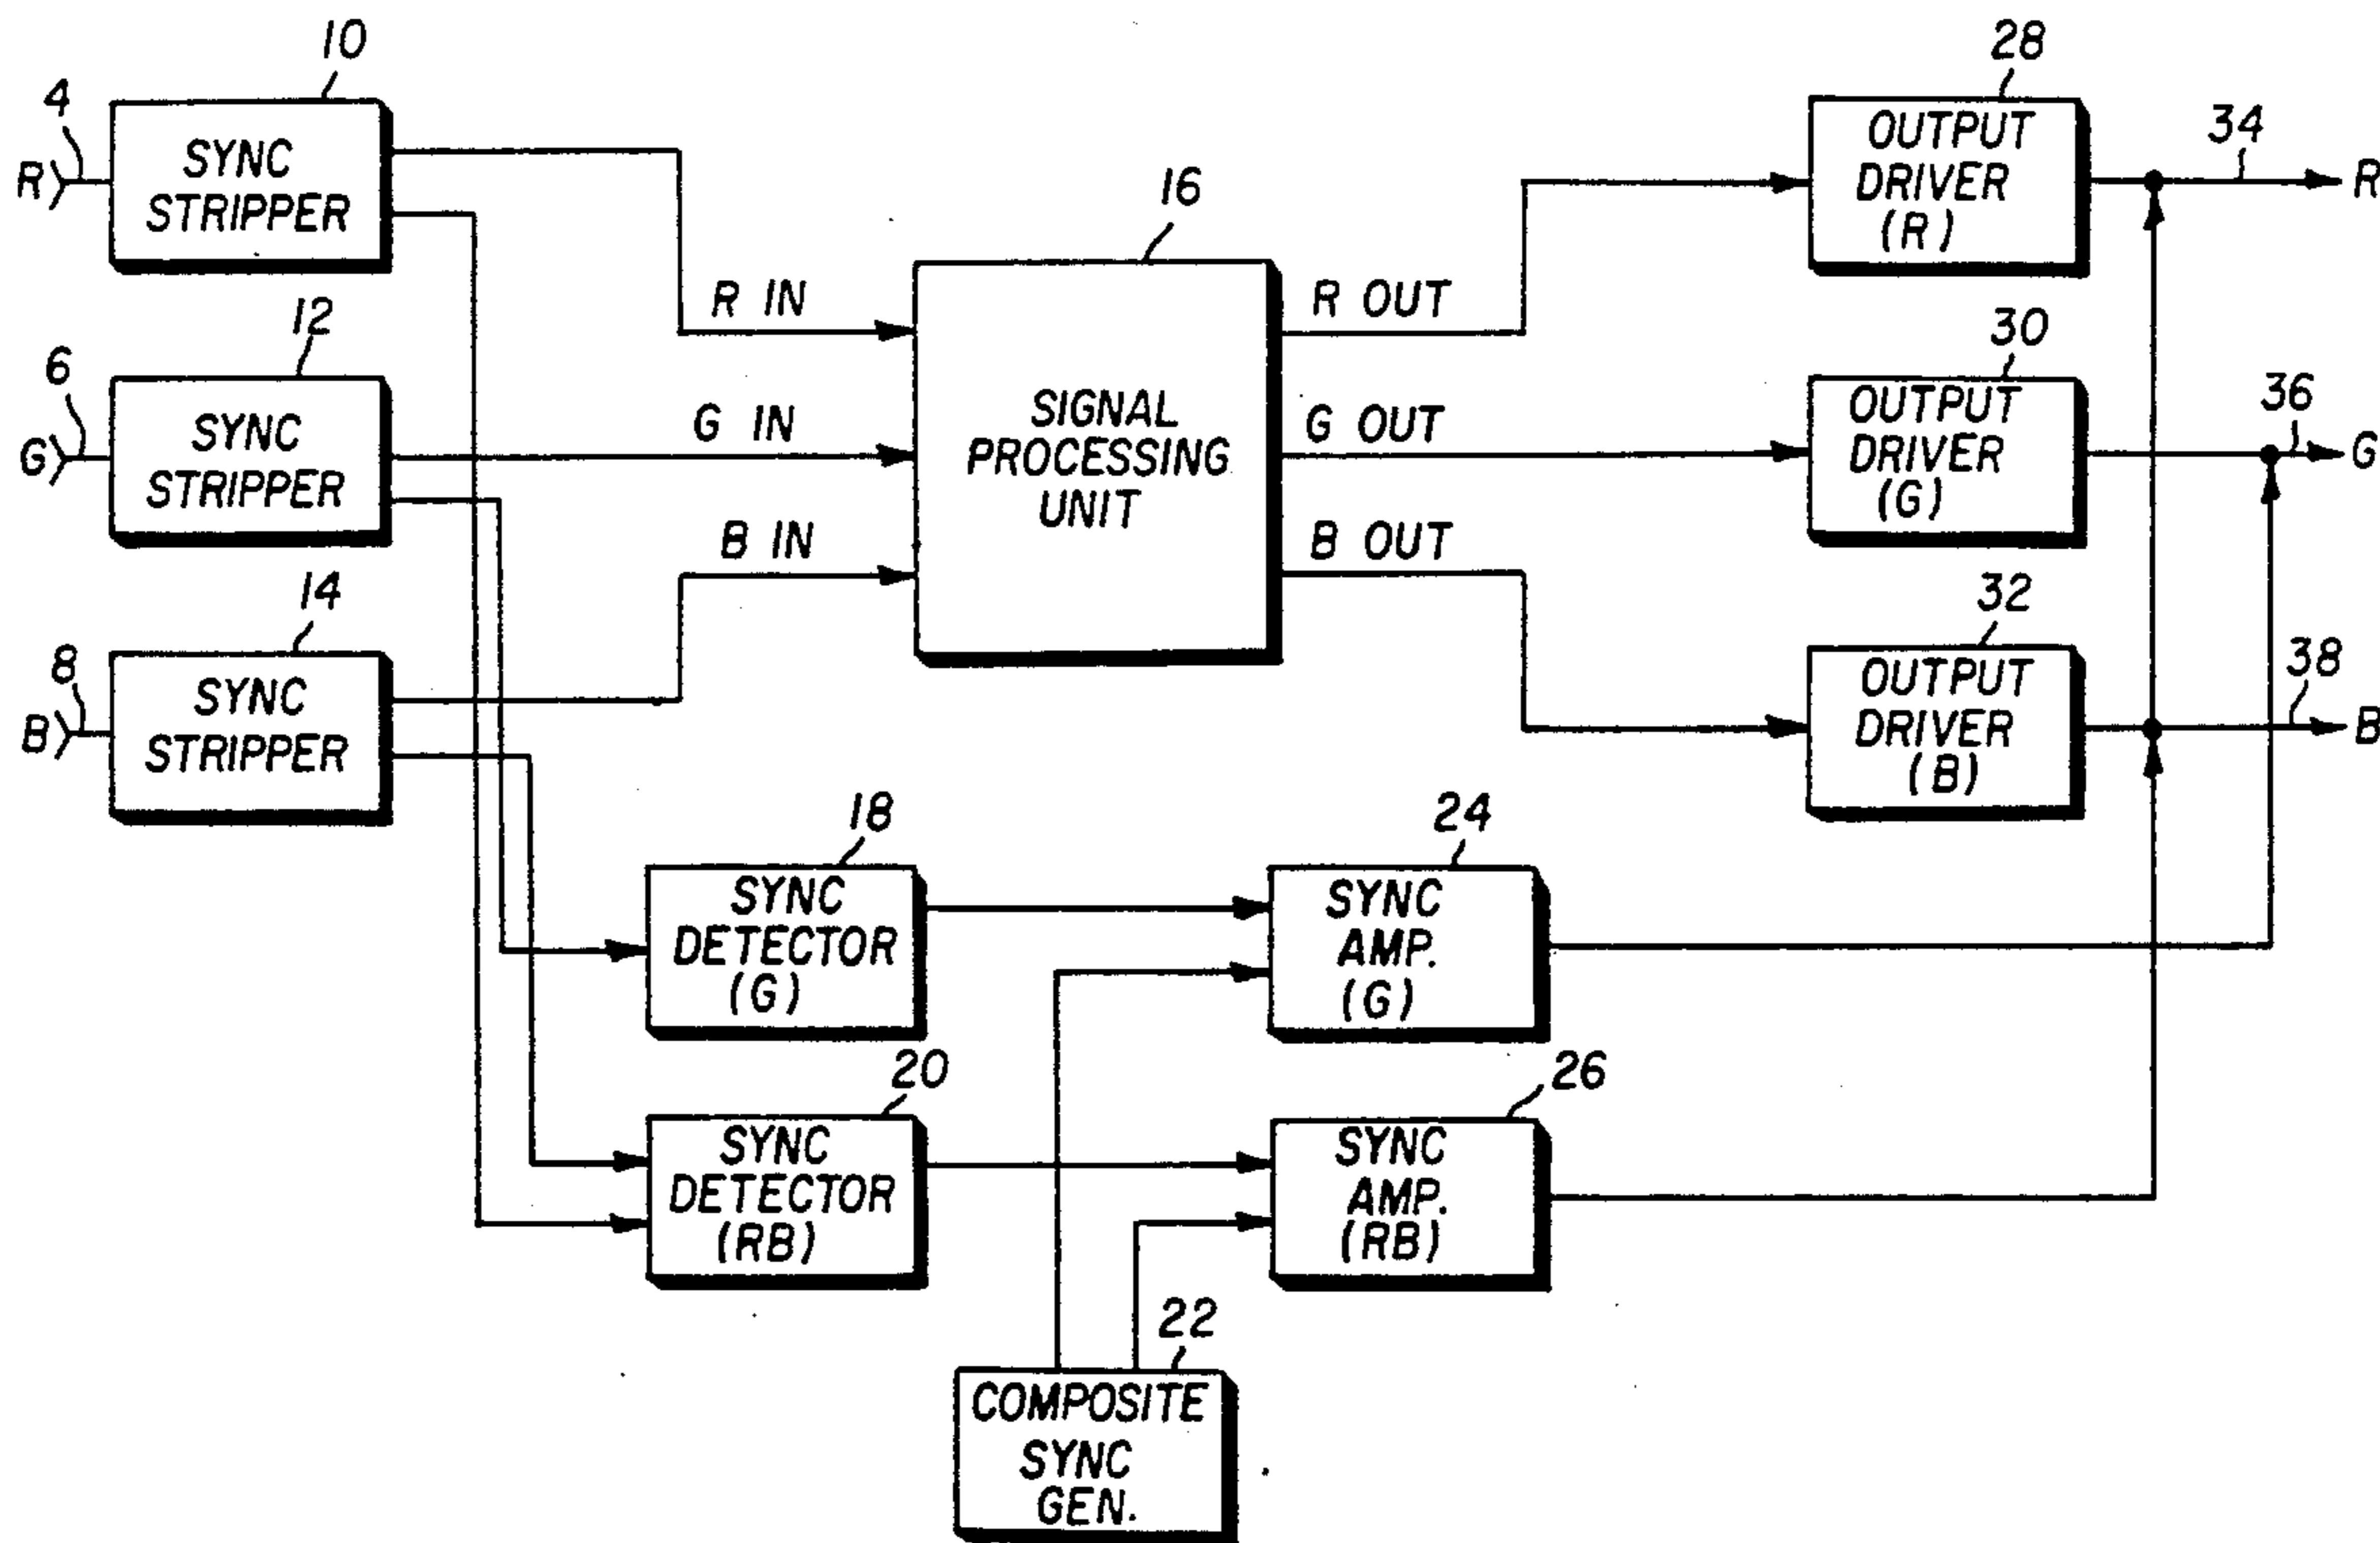 10
28
4
SYNC
STRIPPER
R
OUTPUT
DRIVER
(R)
34
R
16
12
R IN
R OUT
30
6
SYNC
STRIPPER
G
G IN
SIGNAL
PROCESSING
UNIT
G OUT
OUTPUT
DRIVER
(G)
36
G
14
B IN
B OUT
32
8
SYNC
STRIPPER
B
OUTPUT
DRIVER
(B)
38
B
18
SYNC
DETECTOR
(G)
24
SYNC
AMP.
(G)
20
SYNC
DETECTOR
(RB)
26
SYNC
AMP.
(RB)
22
COMPOSITE
SYNC
GEN.